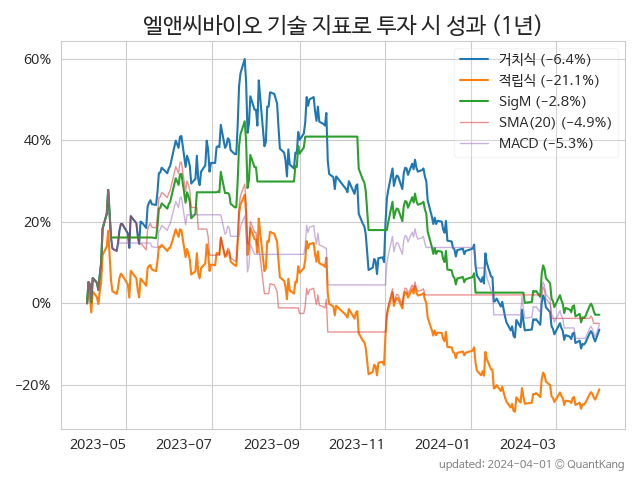 엘앤씨바이오 기술 지표로 투자 시 성과 (1년)
거치식 (−6.4%)
적립식 (−21.1%)
SigM (−2.8%)
SMA(20) (−4.9%)
MACD (−5.3%)
60%
40%
20%
0%
−20%
2023-05 2023-07 2023-09 2023-11 2024-01 2024-03
updated: 2024-04-01 © QuantKang